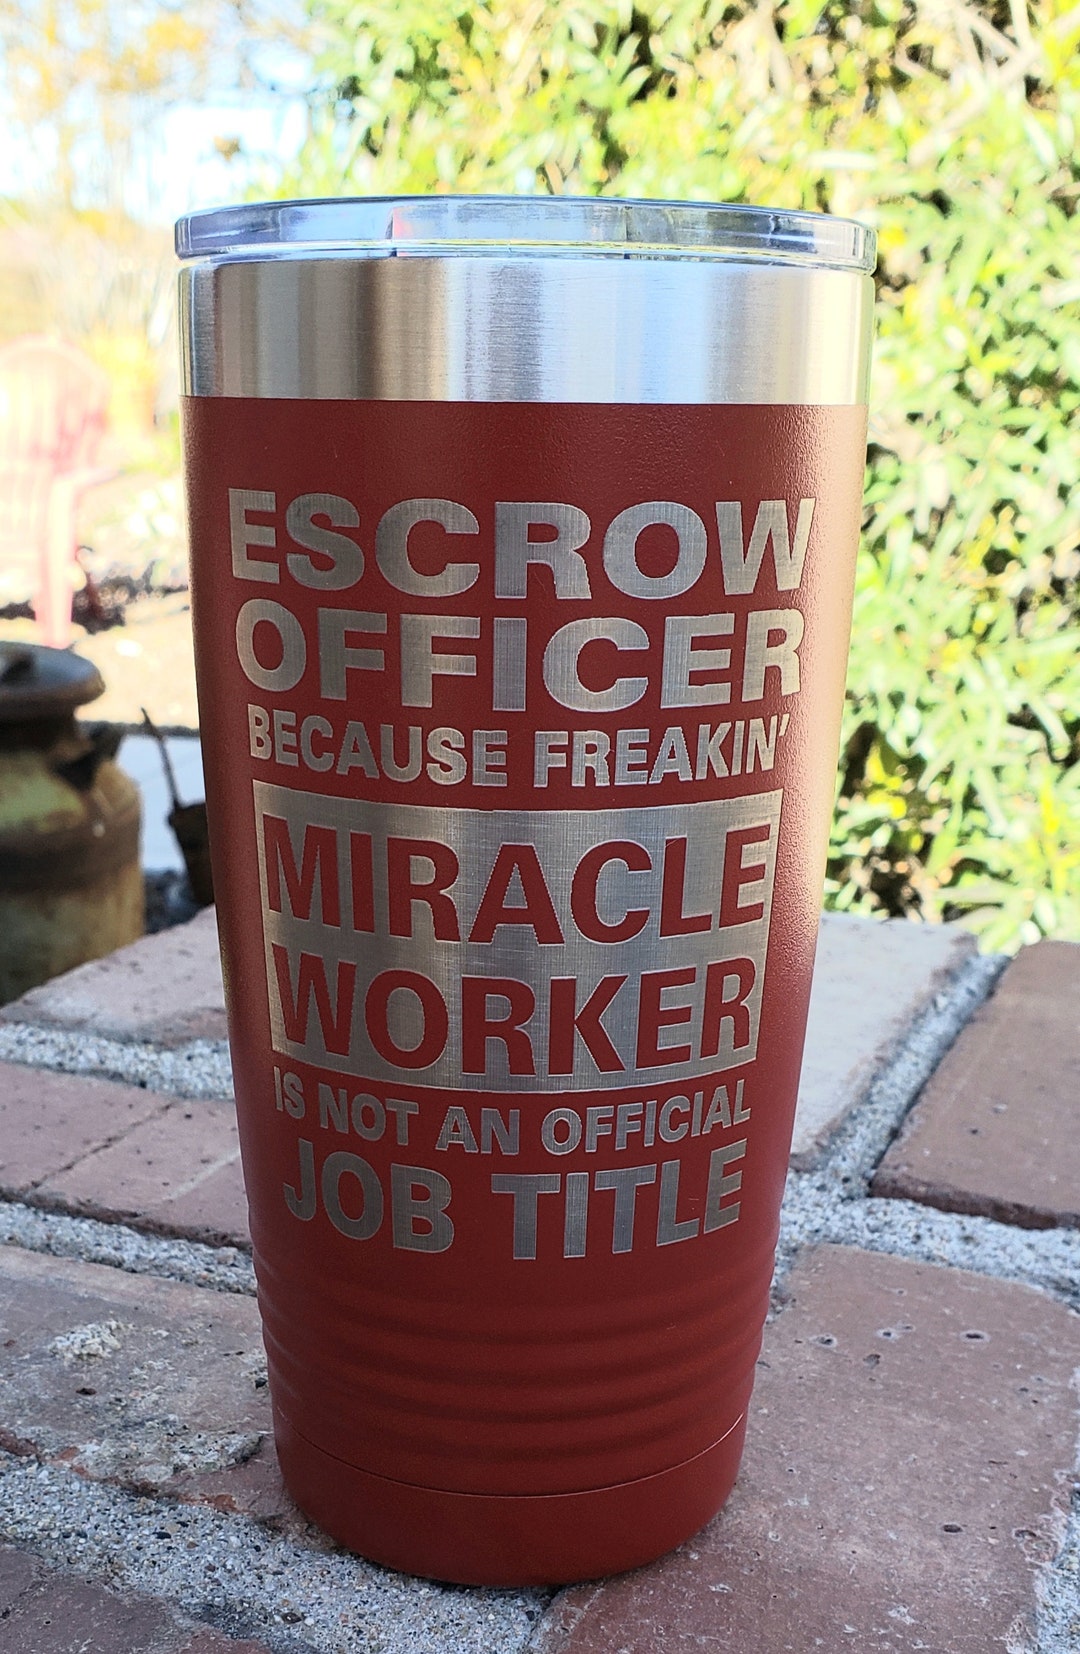 ESCROW
OFFICER
BECAUSE FREAKIN'
MIRACLE
WORKER
IS NOT AN OFFICIAL
JOB TITLE